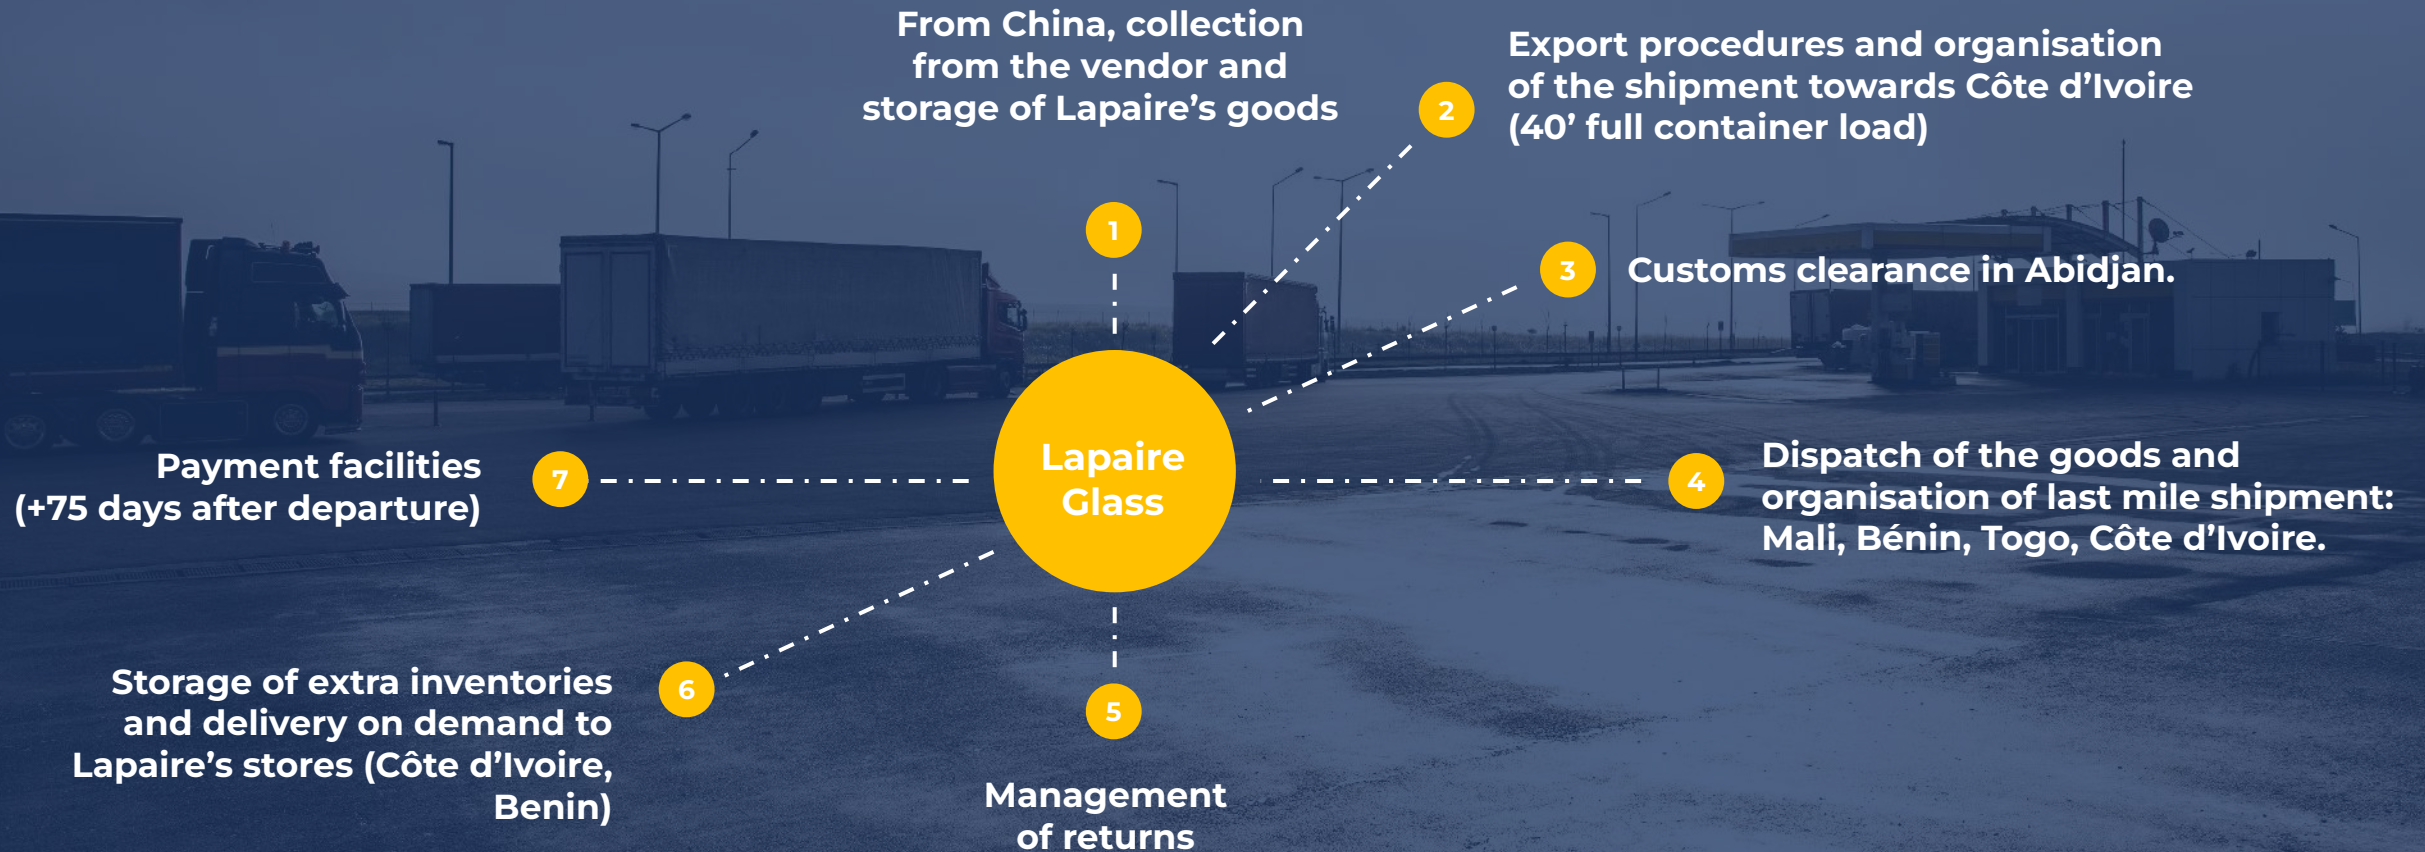 From China, collection
from the vendor and
storage of Lapaire’s goods
1
2
Export procedures and organisation
of the shipment towards Côte d’Ivoire
(40’ full container load)
3
Customs clearance in Abidjan.
4
Dispatch of the goods and
organisation of last mile shipment:
Mali, Bénin, Togo, Côte d’Ivoire.
5
Management
of returns
6
Storage of extra inventories
and delivery on demand to
Lapaire’s stores (Côte d’Ivoire,
Benin)
7
Payment facilities
(+75 days after departure)
Lapaire
Glass